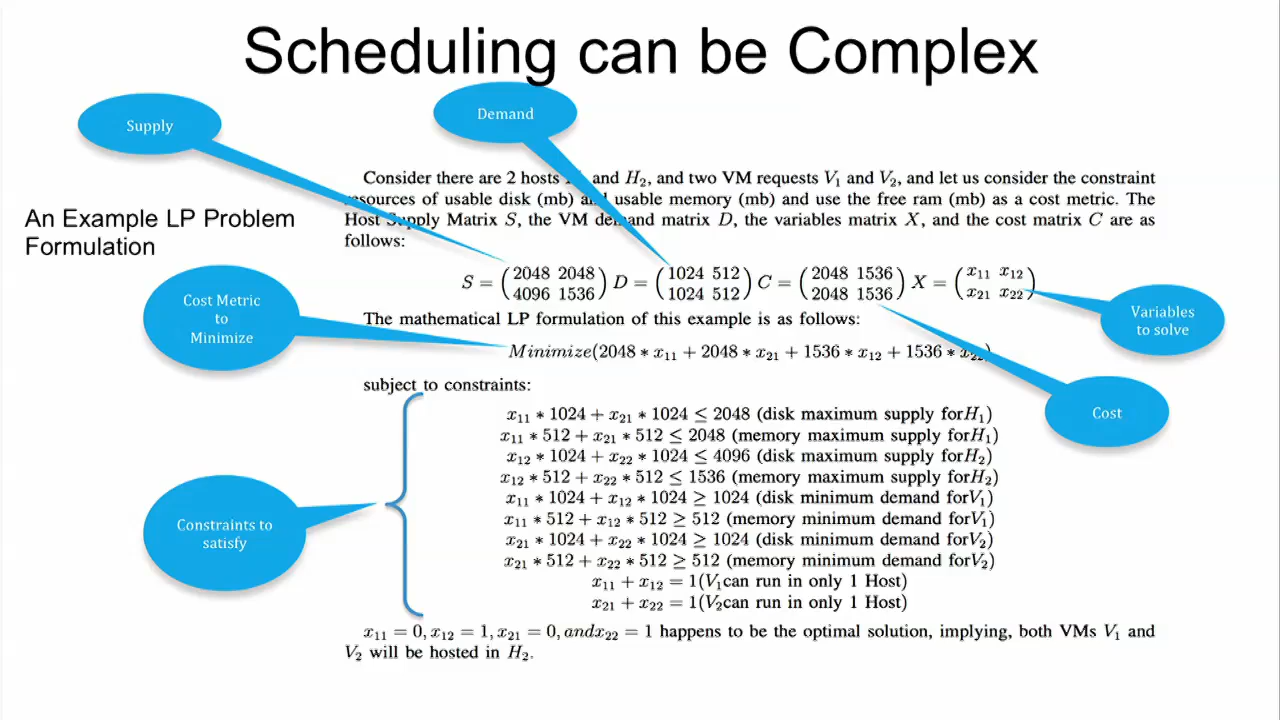 Scheduling can be Complex
Supply
Demand
An Example LP Problem
Formulation
Consider there are 2 hosts and H₂, and two VM requests V₁ and V₂, and let us consider the constraint
resources of usable disk (mb) and usable memory (mb) and use the free ram (mb) as a cost metric. The
Host Supply Matrix S, the VM demand matrix D, the variables matrix X, and the cost matrix C are as
follows:
S = (2048 2048 D = (1024 512 C = (2048 1536 X = (x₁₁ x₁₂
4096 1536) 1024 512) 2048 1536) x₂₁ x₂₂)
Cost Metric
to
Minimize
Variables
to solve
The mathematical LP formulation of this example is as follows:
Minimize(2048 * x₁₁ + 2048 * x₂₁ + 1536 * x₁₂ + 1536 * x₂₂)
Cost
subject to constraints:
x₁₁ * 1024 + x₂₁ * 1024 ≤ 2048 (disk maximum supply forH₁)
x₁₁ * 512 + x₂₁ * 512 ≤ 2048 (memory maximum supply forH₁)
x₁₂ * 1024 + x₂₂ * 1024 ≤ 4096 (disk maximum supply forH₂)
x₁₂ * 512 + x₂₂ * 512 ≤ 1536 (memory maximum supply forH₂)
x₁₁ * 1024 + x₁₂ * 1024 ≥ 1024 (disk minimum demand forV₁)
x₁₁ * 512 + x₁₂ * 512 ≥ 512 (memory minimum demand forV₁)
x₂₁ * 1024 + x₂₂ * 1024 ≥ 1024 (disk minimum demand forV₂)
x₂₁ * 512 + x₂₂ * 512 ≥ 512 (memory minimum demand forV₂)
x₁₁ + x₁₂ = 1(V₁can run in only 1 Host)
x₂₁ + x₂₂ = 1(V₂can run in only 1 Host)
Constraints to
satisfy
x₁₁ = 0, x₁₂ = 1, x₂₁ = 0, andx₂₂ = 1 happens to be the optimal solution, implying, both VMs V₁ and
V₂ will be hosted in H₂.